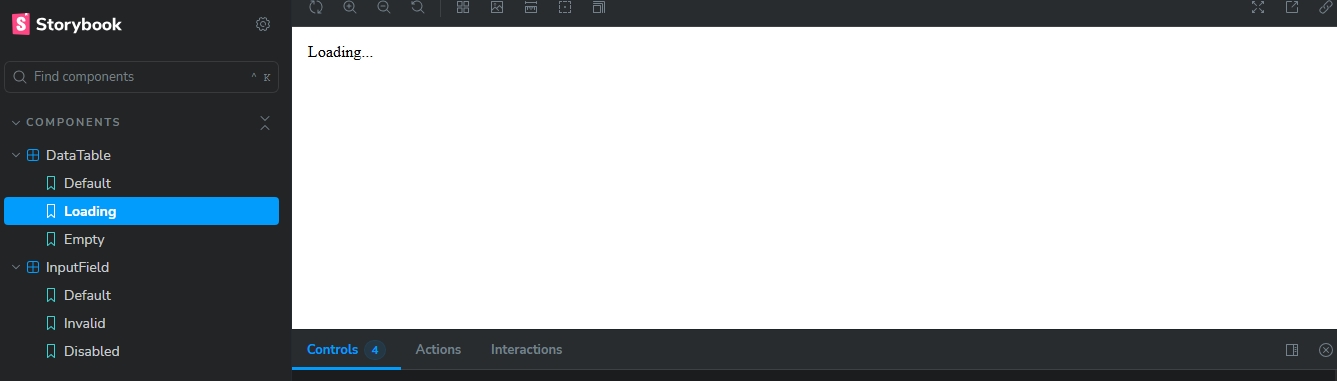 Storybook
Find components
^ K
COMPONENTS
DataTable
Default
Loading
Empty
InputField
Default
Invalid
Disabled
Loading...
Controls 4 Actions Interactions